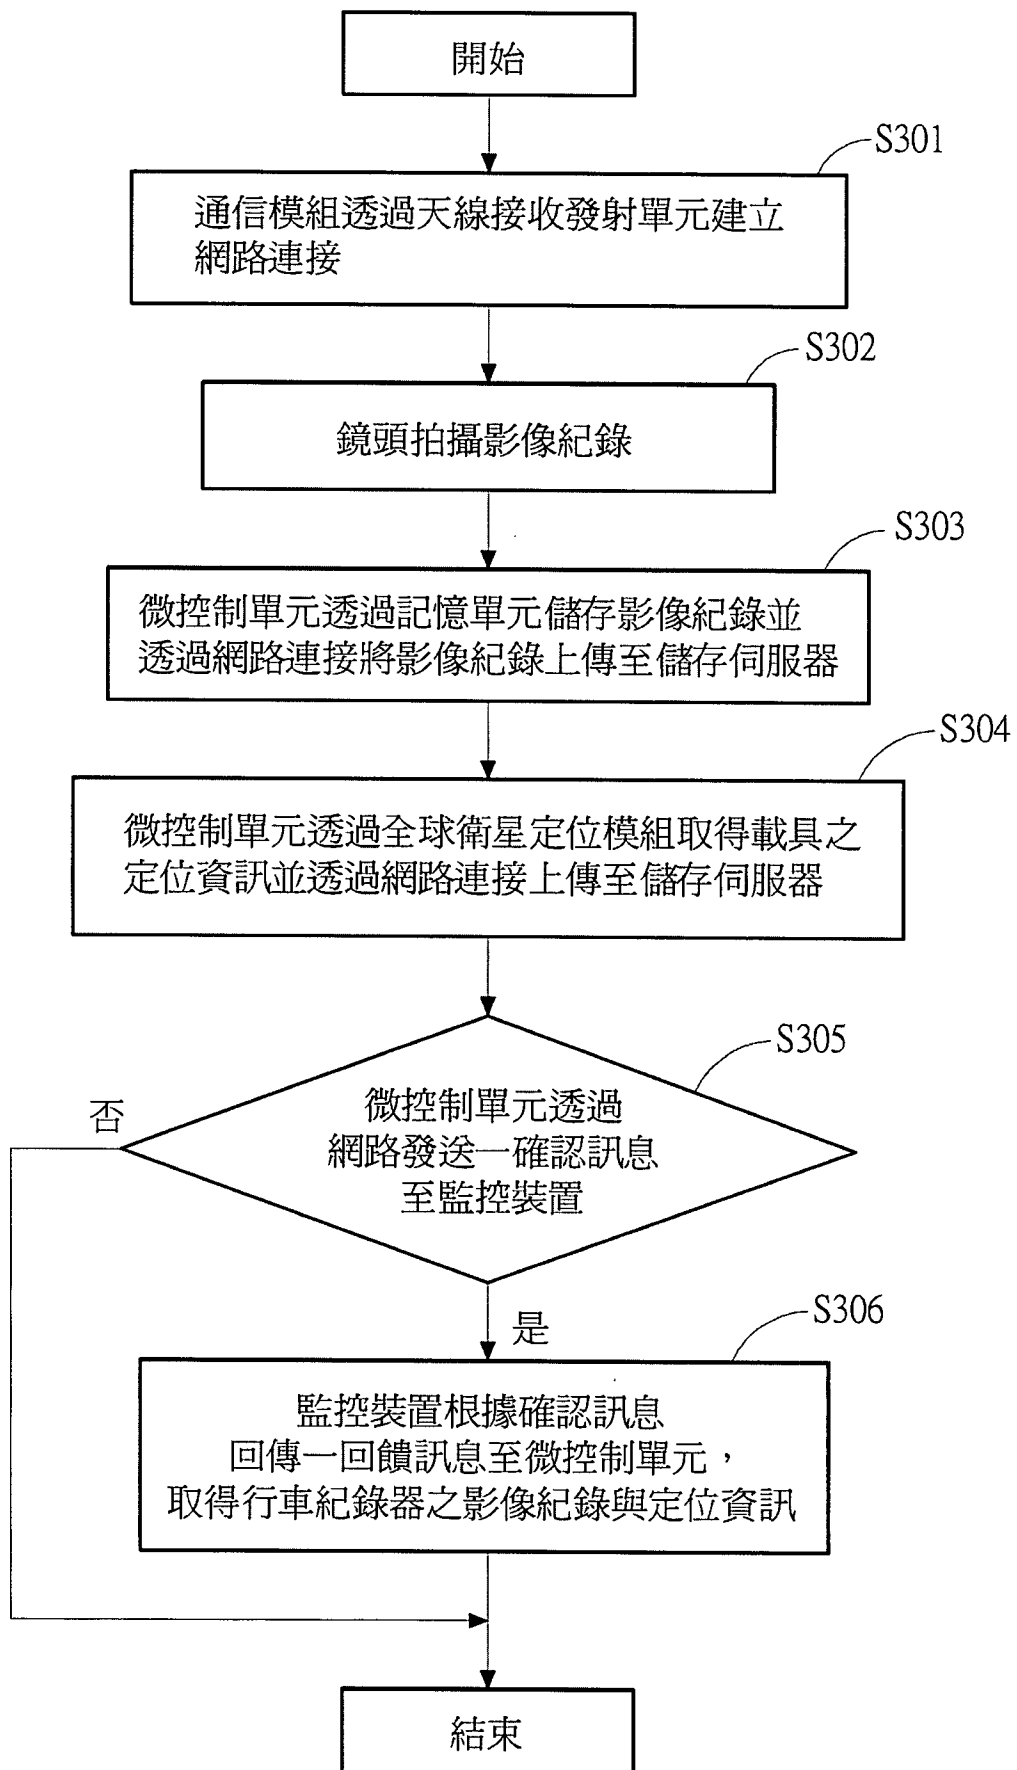 開始
S301
通信模組透過天線接收發射單元建立
網路連接
S302
鏡頭拍攝影像紀錄
S303
微控制單元透過記憶單元儲存影像紀錄並
透過網路連接將影像紀錄上傳至儲存伺服器
S304
微控制單元透過全球衛星定位模組取得載具之
定位資訊並透過網路連接上傳至儲存伺服器
S305
微控制單元透過
網路發送一確認訊息
至監控裝置
否
是
S306
監控裝置根據確認訊息
回傳一回饋訊息至微控制單元，
取得行車紀錄器之影像紀錄與定位資訊
結束